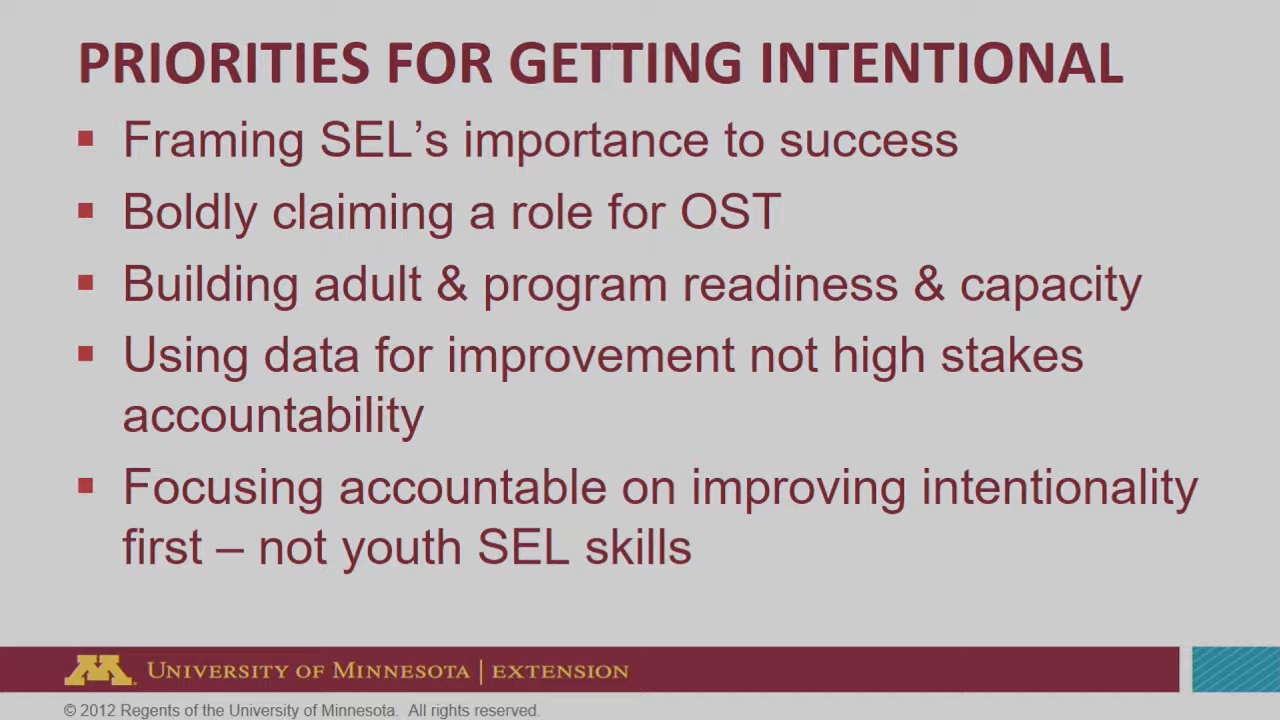 PRIORITIES FOR GETTING INTENTIONAL
▪ Framing SEL’s importance to success
▪ Boldly claiming a role for OST
▪ Building adult & program readiness & capacity
▪ Using data for improvement not high stakes
accountability
▪ Focusing accountable on improving intentionality
first – not youth SEL skills
M UNIVERSITY OF MINNESOTA | EXTENSION
© 2012 Regents of the University of Minnesota. All rights reserved.